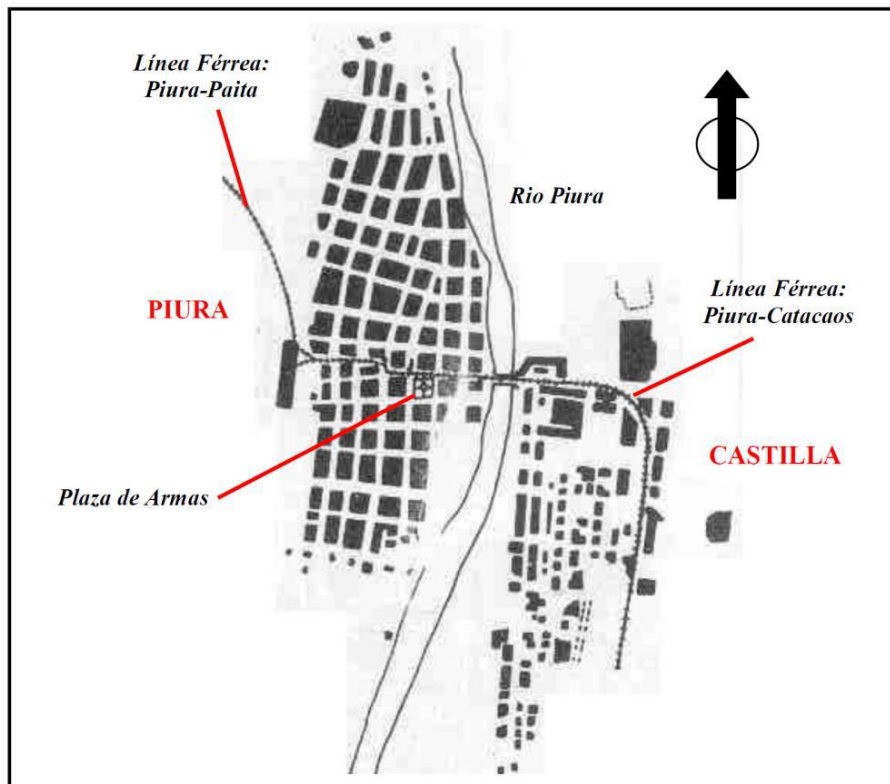 Línea Férrea:
Piura-Paita
Rio Piura
PIURA
Línea Férrea:
Piura-Catacaos
CASTILLA
Plaza de Armas